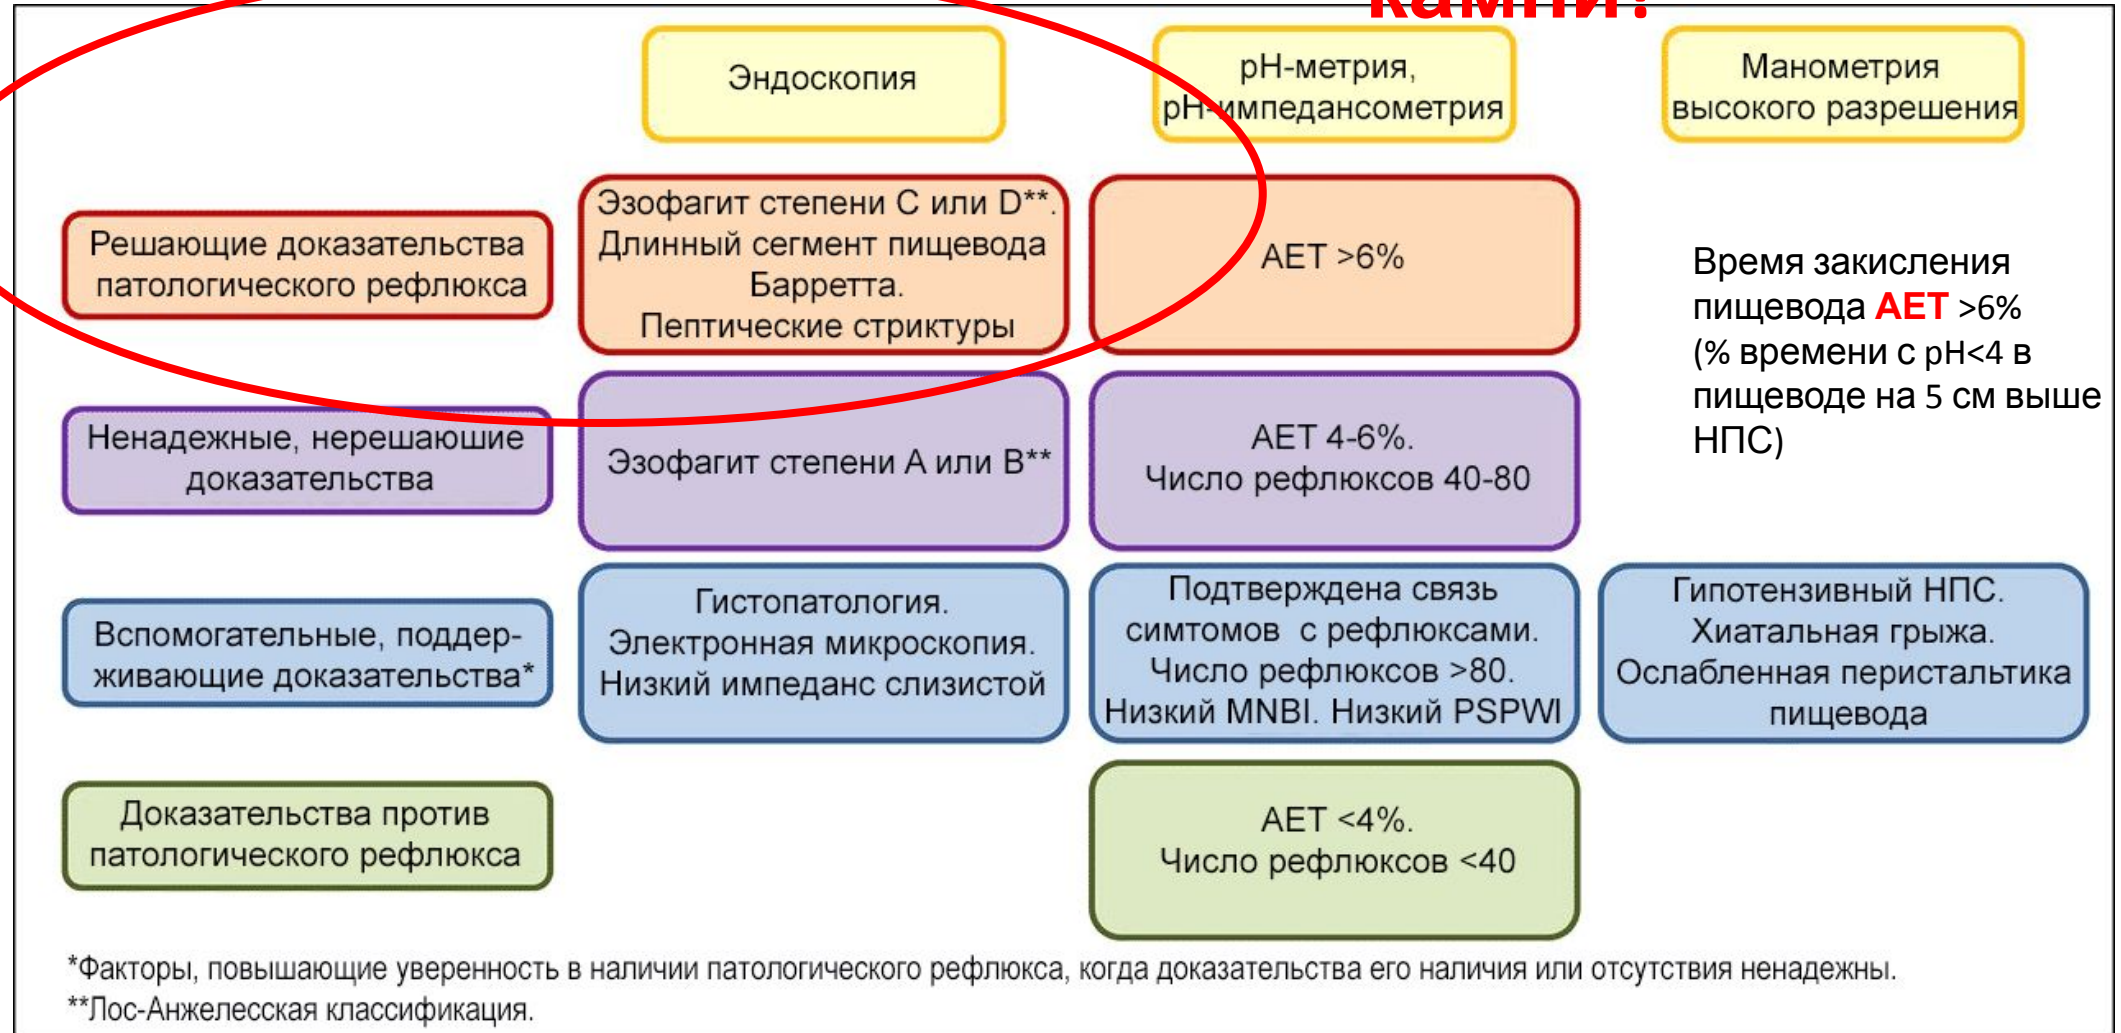 Эндоскопия
pH-метрия,
pH-импедансометрия
Манометрия
высокого разрешения
Решающие доказательства
патологического рефлюкса
Эзофагит степени C или D**.
Длинный сегмент пищевода
Барретта.
Пептические стриктуры
АЕТ >6%
Время закисления
пищевода АЕТ >6%
(% времени с pH<4 в
пищеводе на 5 см выше
НПС)
Ненадежные, нерешаюшие
доказательства
Эзофагит степени А или В**
АЕТ 4-6%.
Число рефлюксов 40-80
Вспомогательные, поддер-
живающие доказательства*
Гистопатология.
Электронная микроскопия.
Низкий импеданс слизистой
Подтверждена связь
симтомов с рефлюксами.
Число рефлюксов >80.
Низкий MNBI. Низкий PSPWI
Гипотензивный НПС.
Хиатальная грыжа.
Ослабленная перистальтика
пищевода
Доказательства против
патологического рефлюкса
АЕТ <4%.
Число рефлюксов <40
*Факторы, повышающие уверенность в наличии патологического рефлюкса, когда доказательства его наличия или отсутствия ненадежны.
**Лос-Анжелесская классификация.